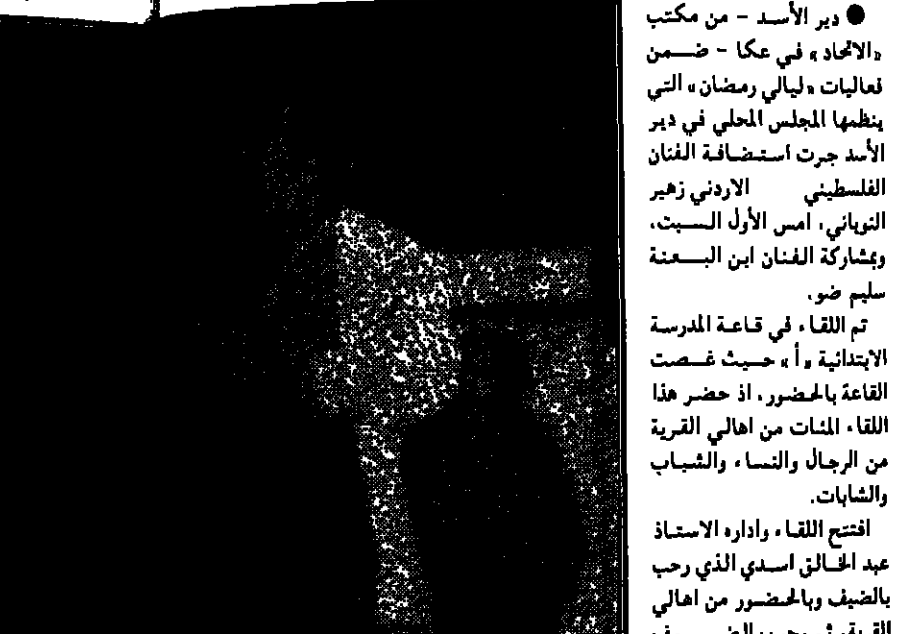 ● دير الأسد – من مكتب
«الاتحاد» في عكا – ضمن
فعاليات «ليالي رمضان» التي
ينظمها المجلس المحلي في دير
الأسد جرت استضافة الفنان
الفلسطيني الاردني زهير
النوباني، امس الأول السبت،
وبمشاركة الفنان ابن البعنة
سليم ضو.
تم اللقاء في قاعة المدرسة
الابتدائية «أ» حيث غصت
القاعة بالحضور، اذ حضر هذا
اللقاء المئات من اهالي القرية
من الرجال والنساء والشباب
والشابات.
افتتح اللقاء واداره الاستاذ
عبد الخالق اسدي الذي رحب
بالضيف وبالحضور من اهالي